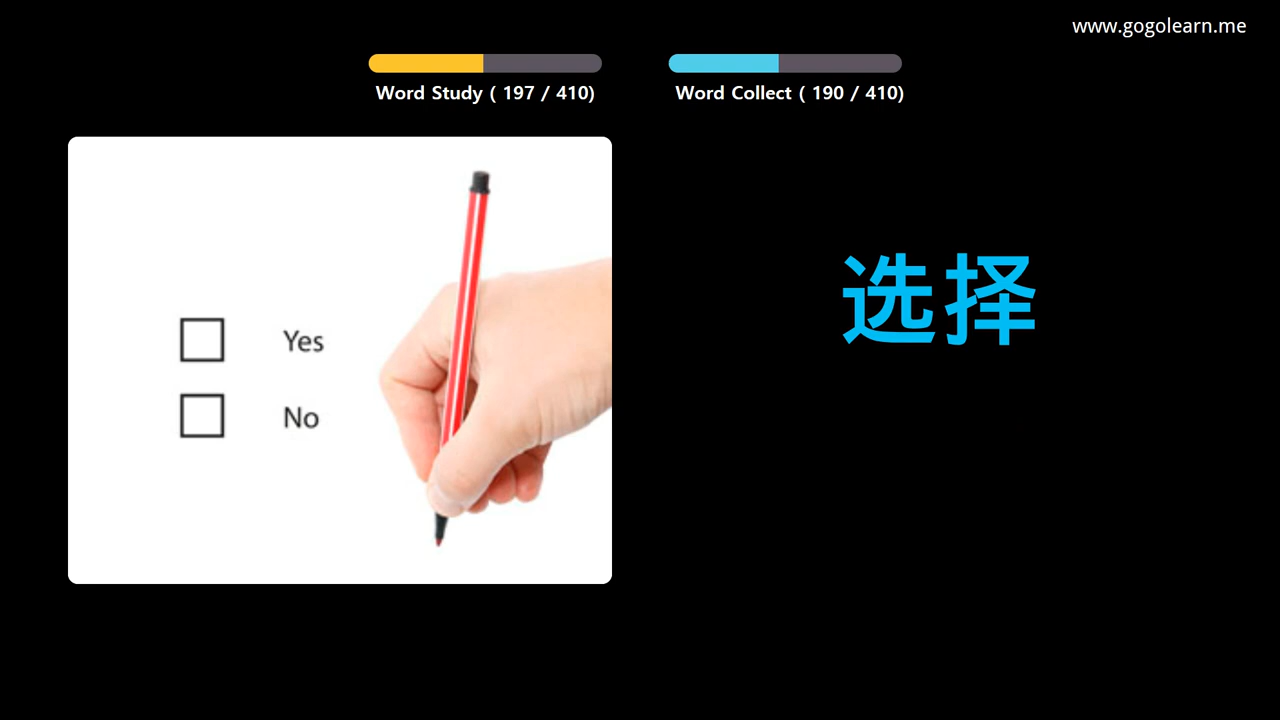 www.gogolearn.me
Word Study ( 197 / 410)
Word Collect ( 190 / 410)
Yes
No
选择